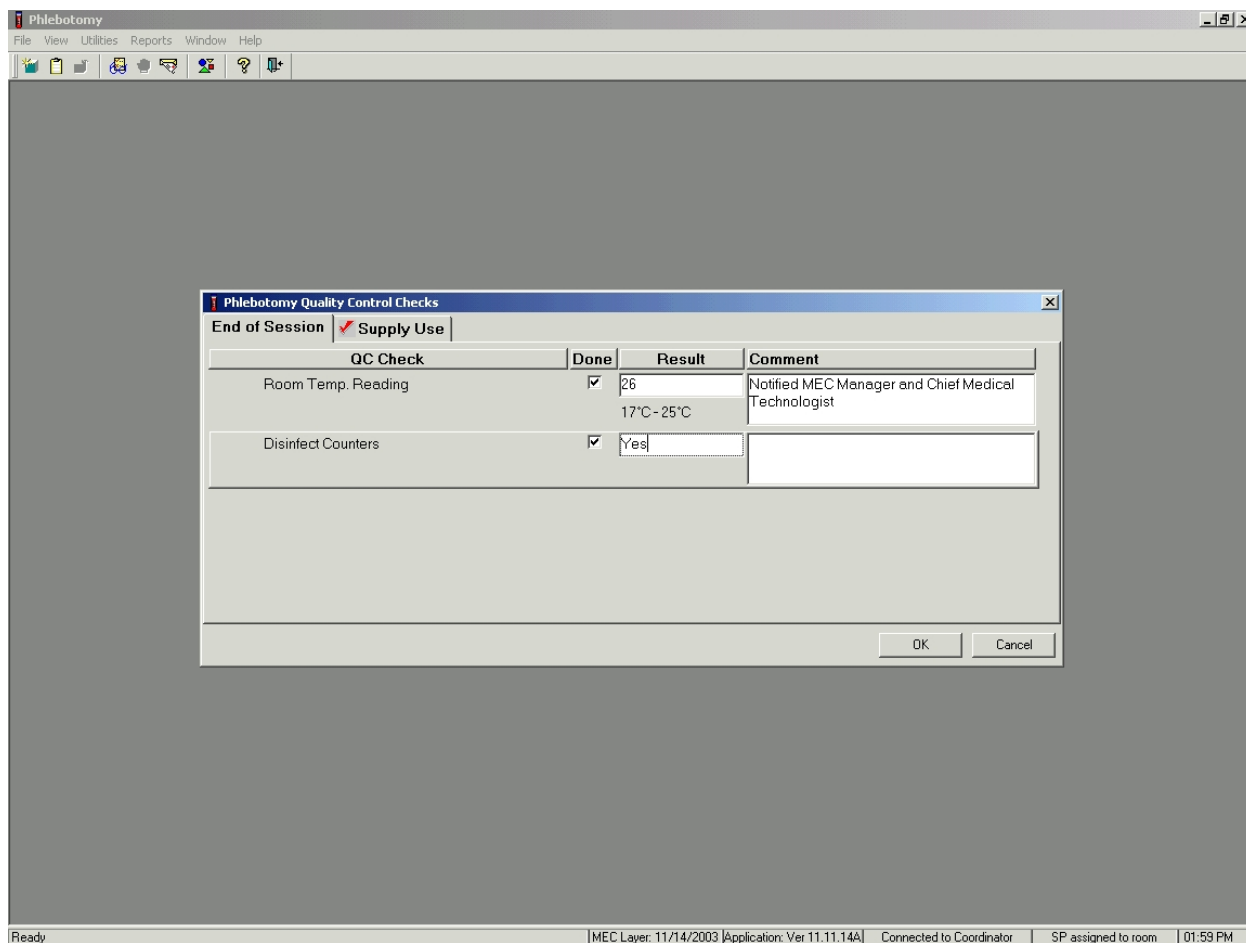 Phlebotomy
File View Utilities Reports Window Help
Phlebotomy Quality Control Checks
End of Session Supply Use
QC Check Done Result Comment
Room Temp. Reading 26 Notified MEC Manager and Chief Medical
Technologist
17°C - 25°C
Disinfect Counters Yes
OK Cancel
Ready MEC Layer: 11/14/2003 Application: Ver 11.11.14A Connected to Coordinator SP assigned to room 01:59 PM